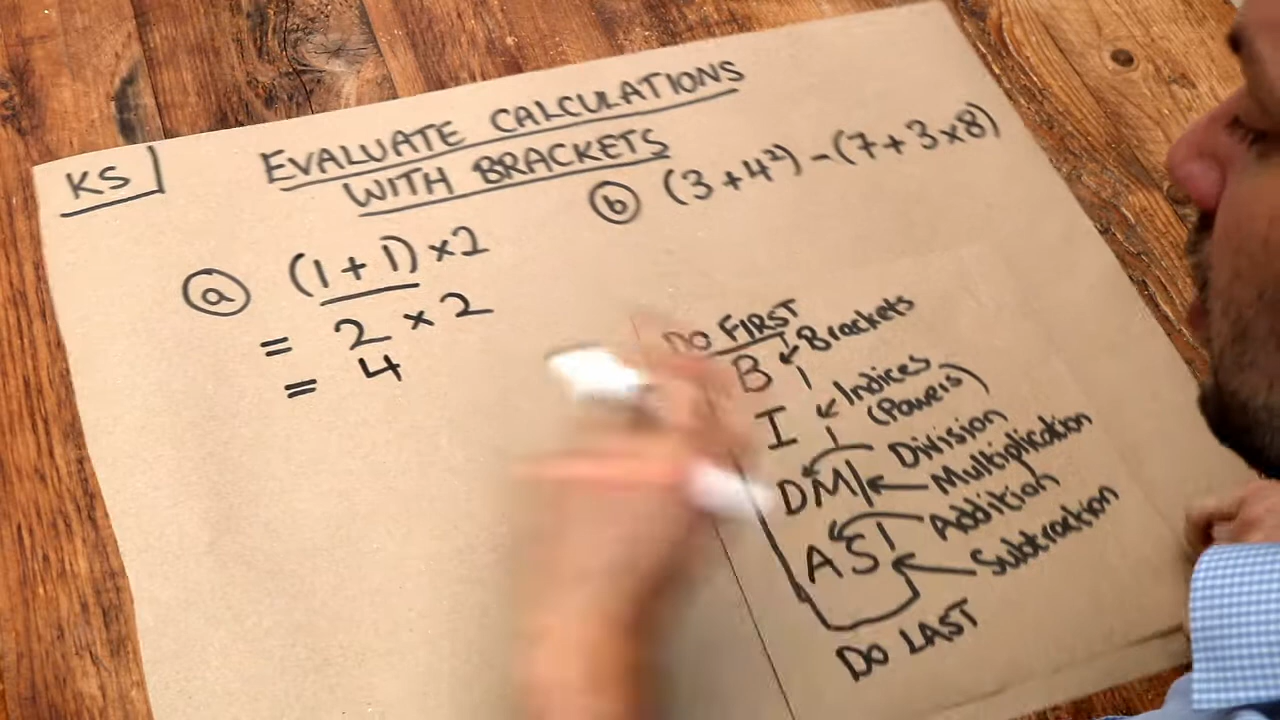 KS
EVALUATE CALCULATIONS
WITH BRACKETS
(a) (1 + 1) × 2
= 2 × 2
= 4
(b) (3 + 4²) - (7 + 3 × 8)
DO FIRST
B Brackets
I Indices
(Powers)
DM Division
Multiplication
AS Addition
Subtraction
DO LAST